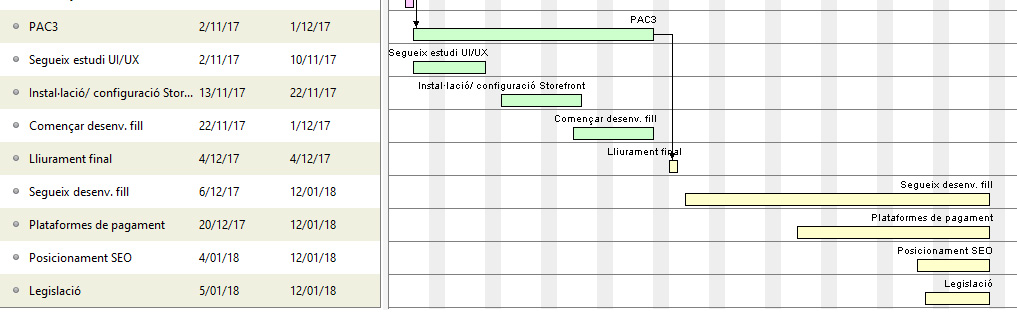 PAC3 2/11/17 1/12/17
Segueix estudi UI/UX 2/11/17 10/11/17
Instal·lació/ configuració Stor... 13/11/17 22/11/17
Començar desenv. fill 22/11/17 1/12/17
Lliurament final 4/12/17 4/12/17
Segueix desenv. fill 6/12/17 12/01/18
Plataformes de pagament 20/12/17 12/01/18
Posicionament SEO 4/01/18 12/01/18
Legislació 5/01/18 12/01/18
PAC3
Segueix estudi UI/UX
Instal·lació/ configuració Storefront
Començar desenv. fill
Lliurament final
Segueix desenv. fill
Plataformes de pagament
Posicionament SEO
Legislació